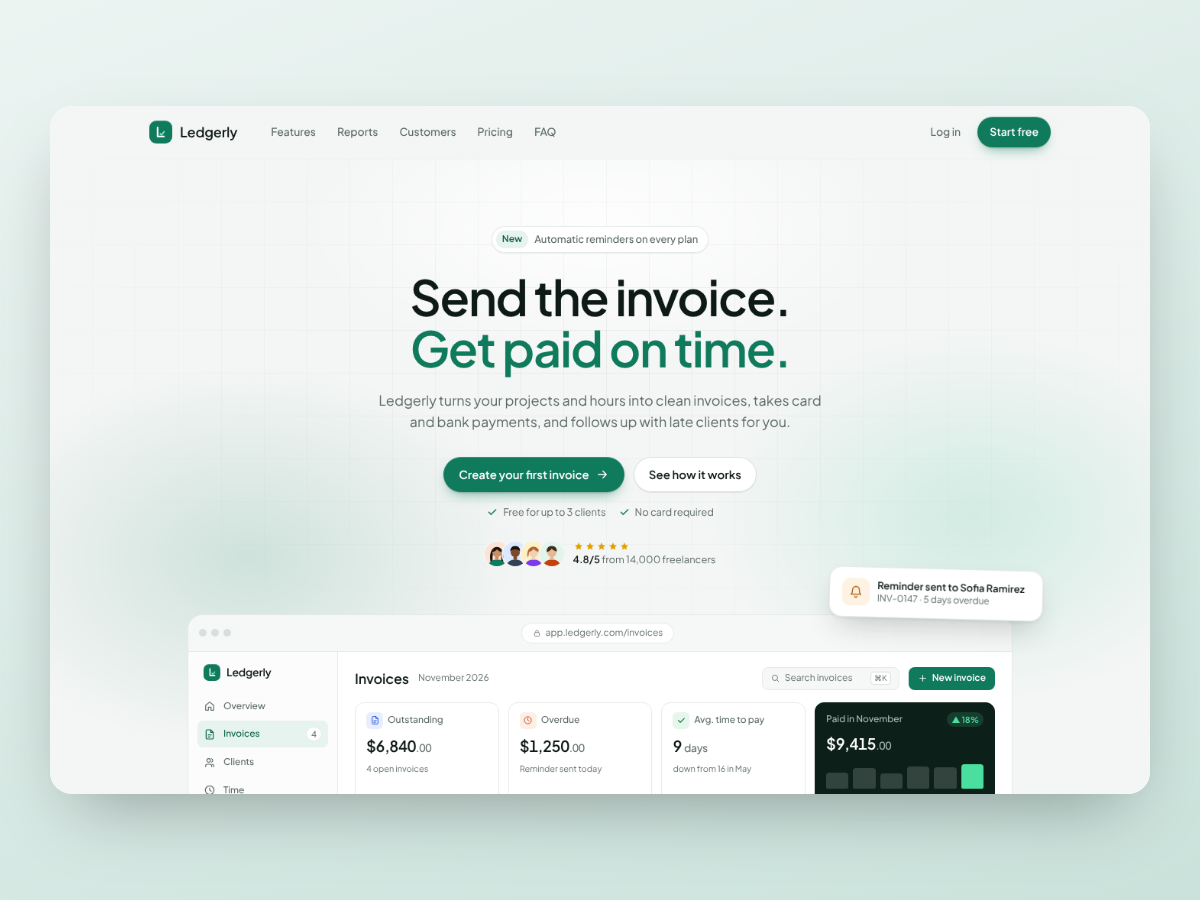 Ledgerly Features Reports Customers Pricing FAQ Log in Start free
New Automatic reminders on every plan
Send the invoice.
Get paid on time.
Ledgerly turns your projects and hours into clean invoices, takes card
and bank payments, and follows up with late clients for you.
Create your first invoice → See how it works
Free for up to 3 clients No card required
4.8/5 from 14,000 freelancers
Reminder sent to Sofia Ramirez
INV-0147 · 5 days overdue
app.ledgerly.com/invoices
Ledgerly
Overview
Invoices 4
Clients
Time
Invoices November 2026 Search invoices ⌘K + New invoice
Outstanding
$6,840.00
4 open invoices
Overdue
$1,250.00
Reminder sent today
Avg. time to pay
9 days
down from 16 in May
Paid in November ▲ 18%
$9,415.00